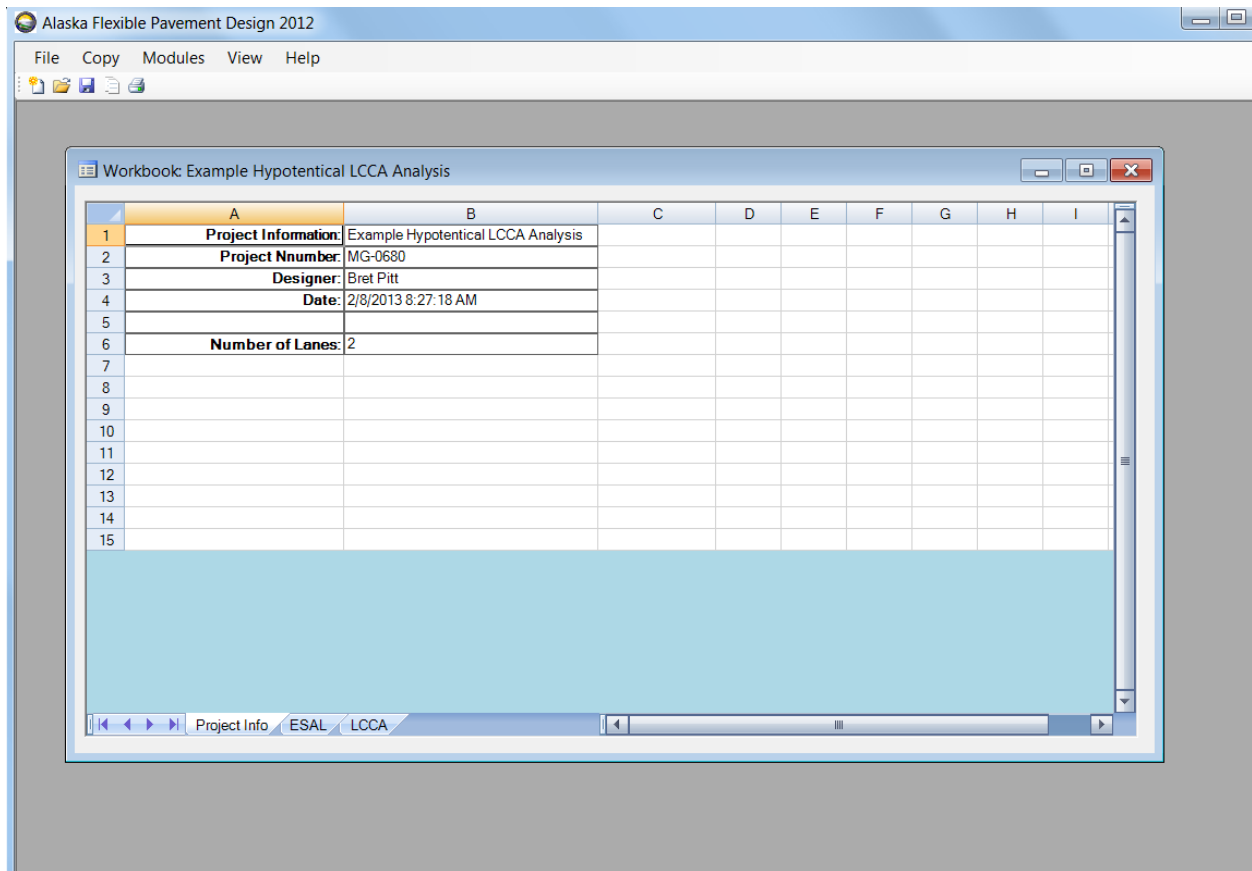 Alaska Flexible Pavement Design 2012
File Copy Modules View Help
Workbook: Example Hypotentical LCCA Analysis
A B C D E F G H I
1 Project Information: Example Hypotentical LCCA Analysis
2 Project Nnumber: MG-0680
3 Designer: Bret Pitt
4 Date: 2/8/2013 8:27:18 AM
5
6 Number of Lanes: 2
7
8
9
10
11
12
13
14
15
Project Info ESAL LCCA